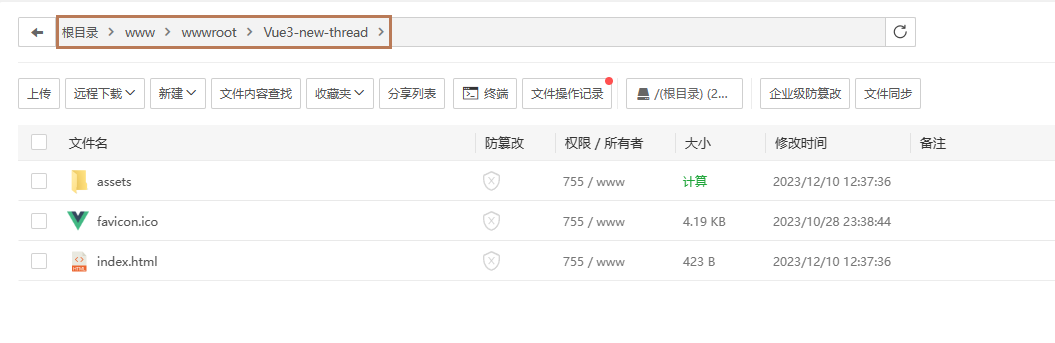 根目录 www wwwroot Vue3-new-thread
上传 远程下载 新建 文件内容查找 收藏夹 分享列表 终端 文件操作记录 /(根目录) (2... 企业级防篡改 文件同步
文件名 防篡改 权限 / 所有者 大小 修改时间 备注
assets 755 / www 计算 2023/12/10 12:37:36
favicon.ico 755 / www 4.19 KB 2023/10/28 23:38:44
index.html 755 / www 423 B 2023/12/10 12:37:36